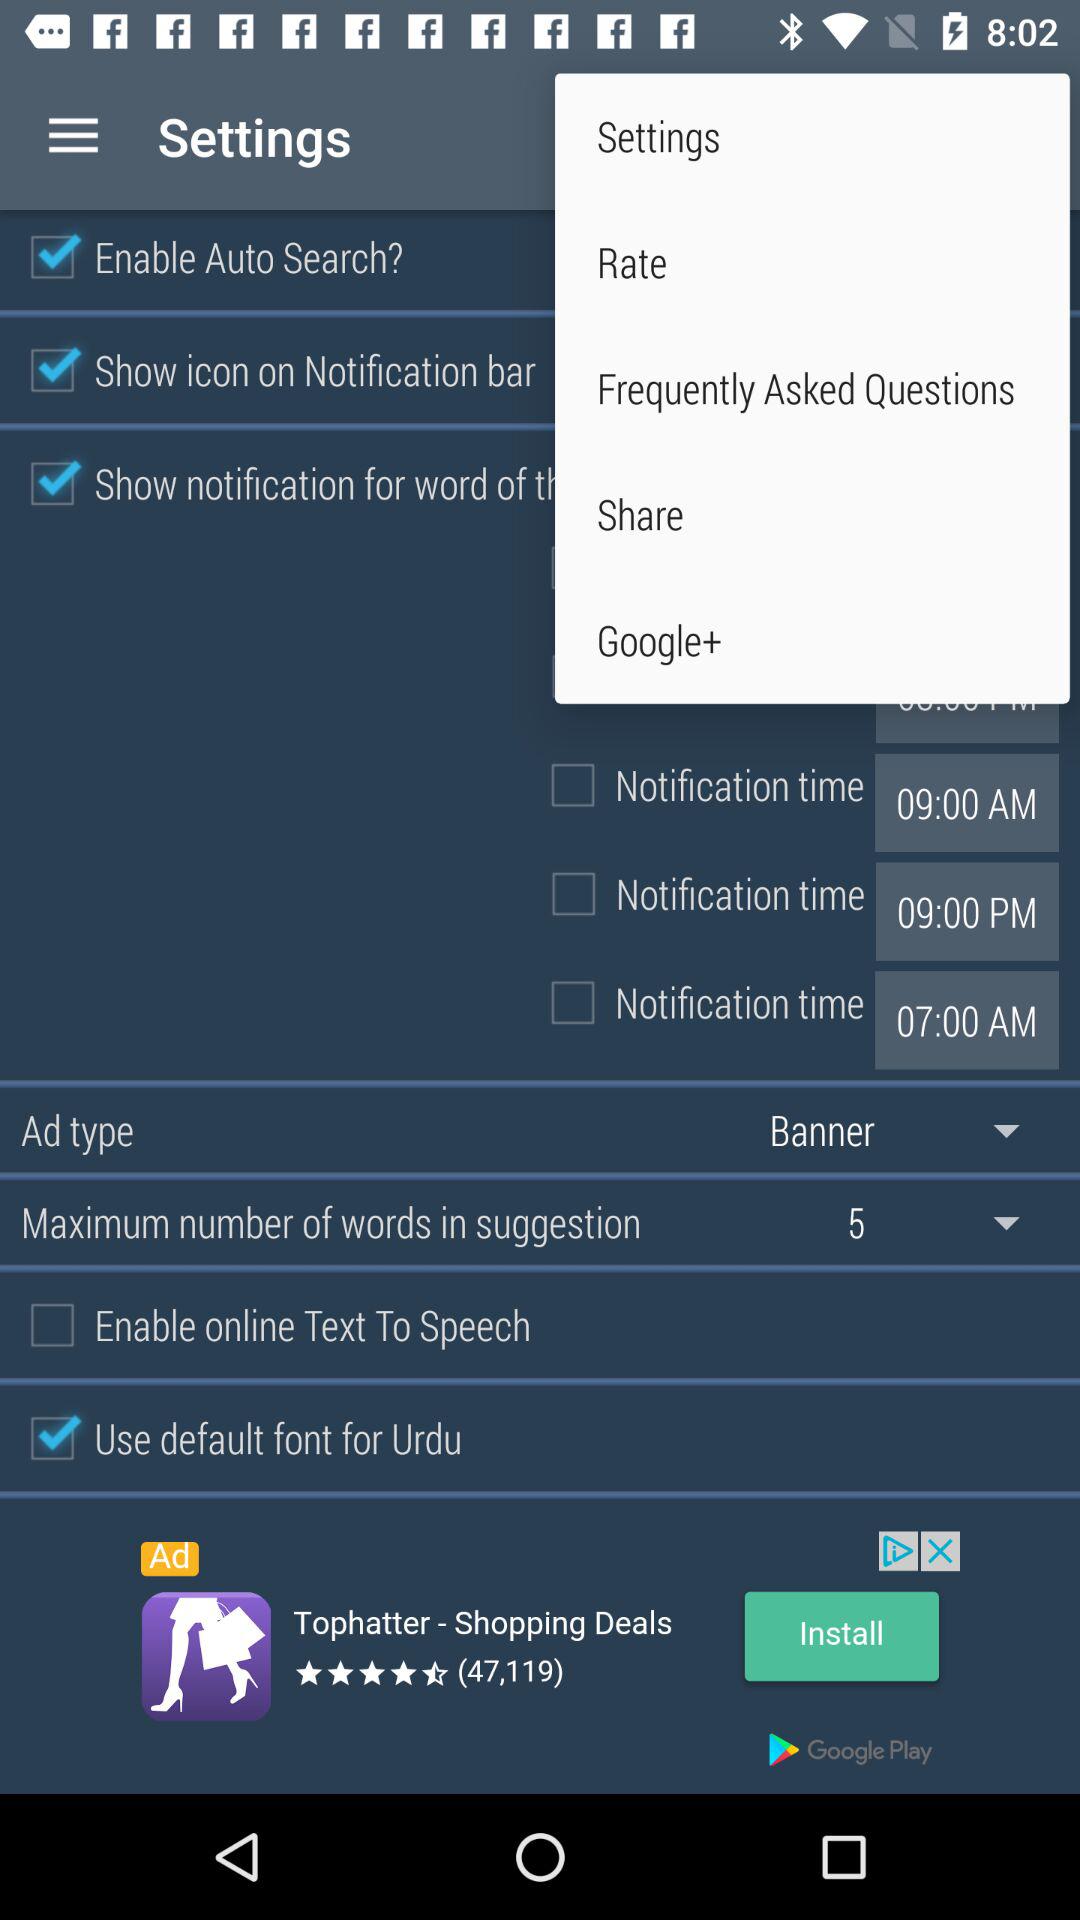 8:02
Settings
Settings
Rate
Frequently Asked Questions
Share
Google+
Enable Auto Search?
Show icon on Notification bar
Show notification for word of
Notification time 09:00 AM
Notification time 09:00 PM
Notification time 07:00 AM
Ad type Banner
Maximum number of words in suggestion 5
Enable online Text To Speech
Use default font for Urdu
Ad
Tophatter - Shopping Deals
(47,119)
Install
Google Play